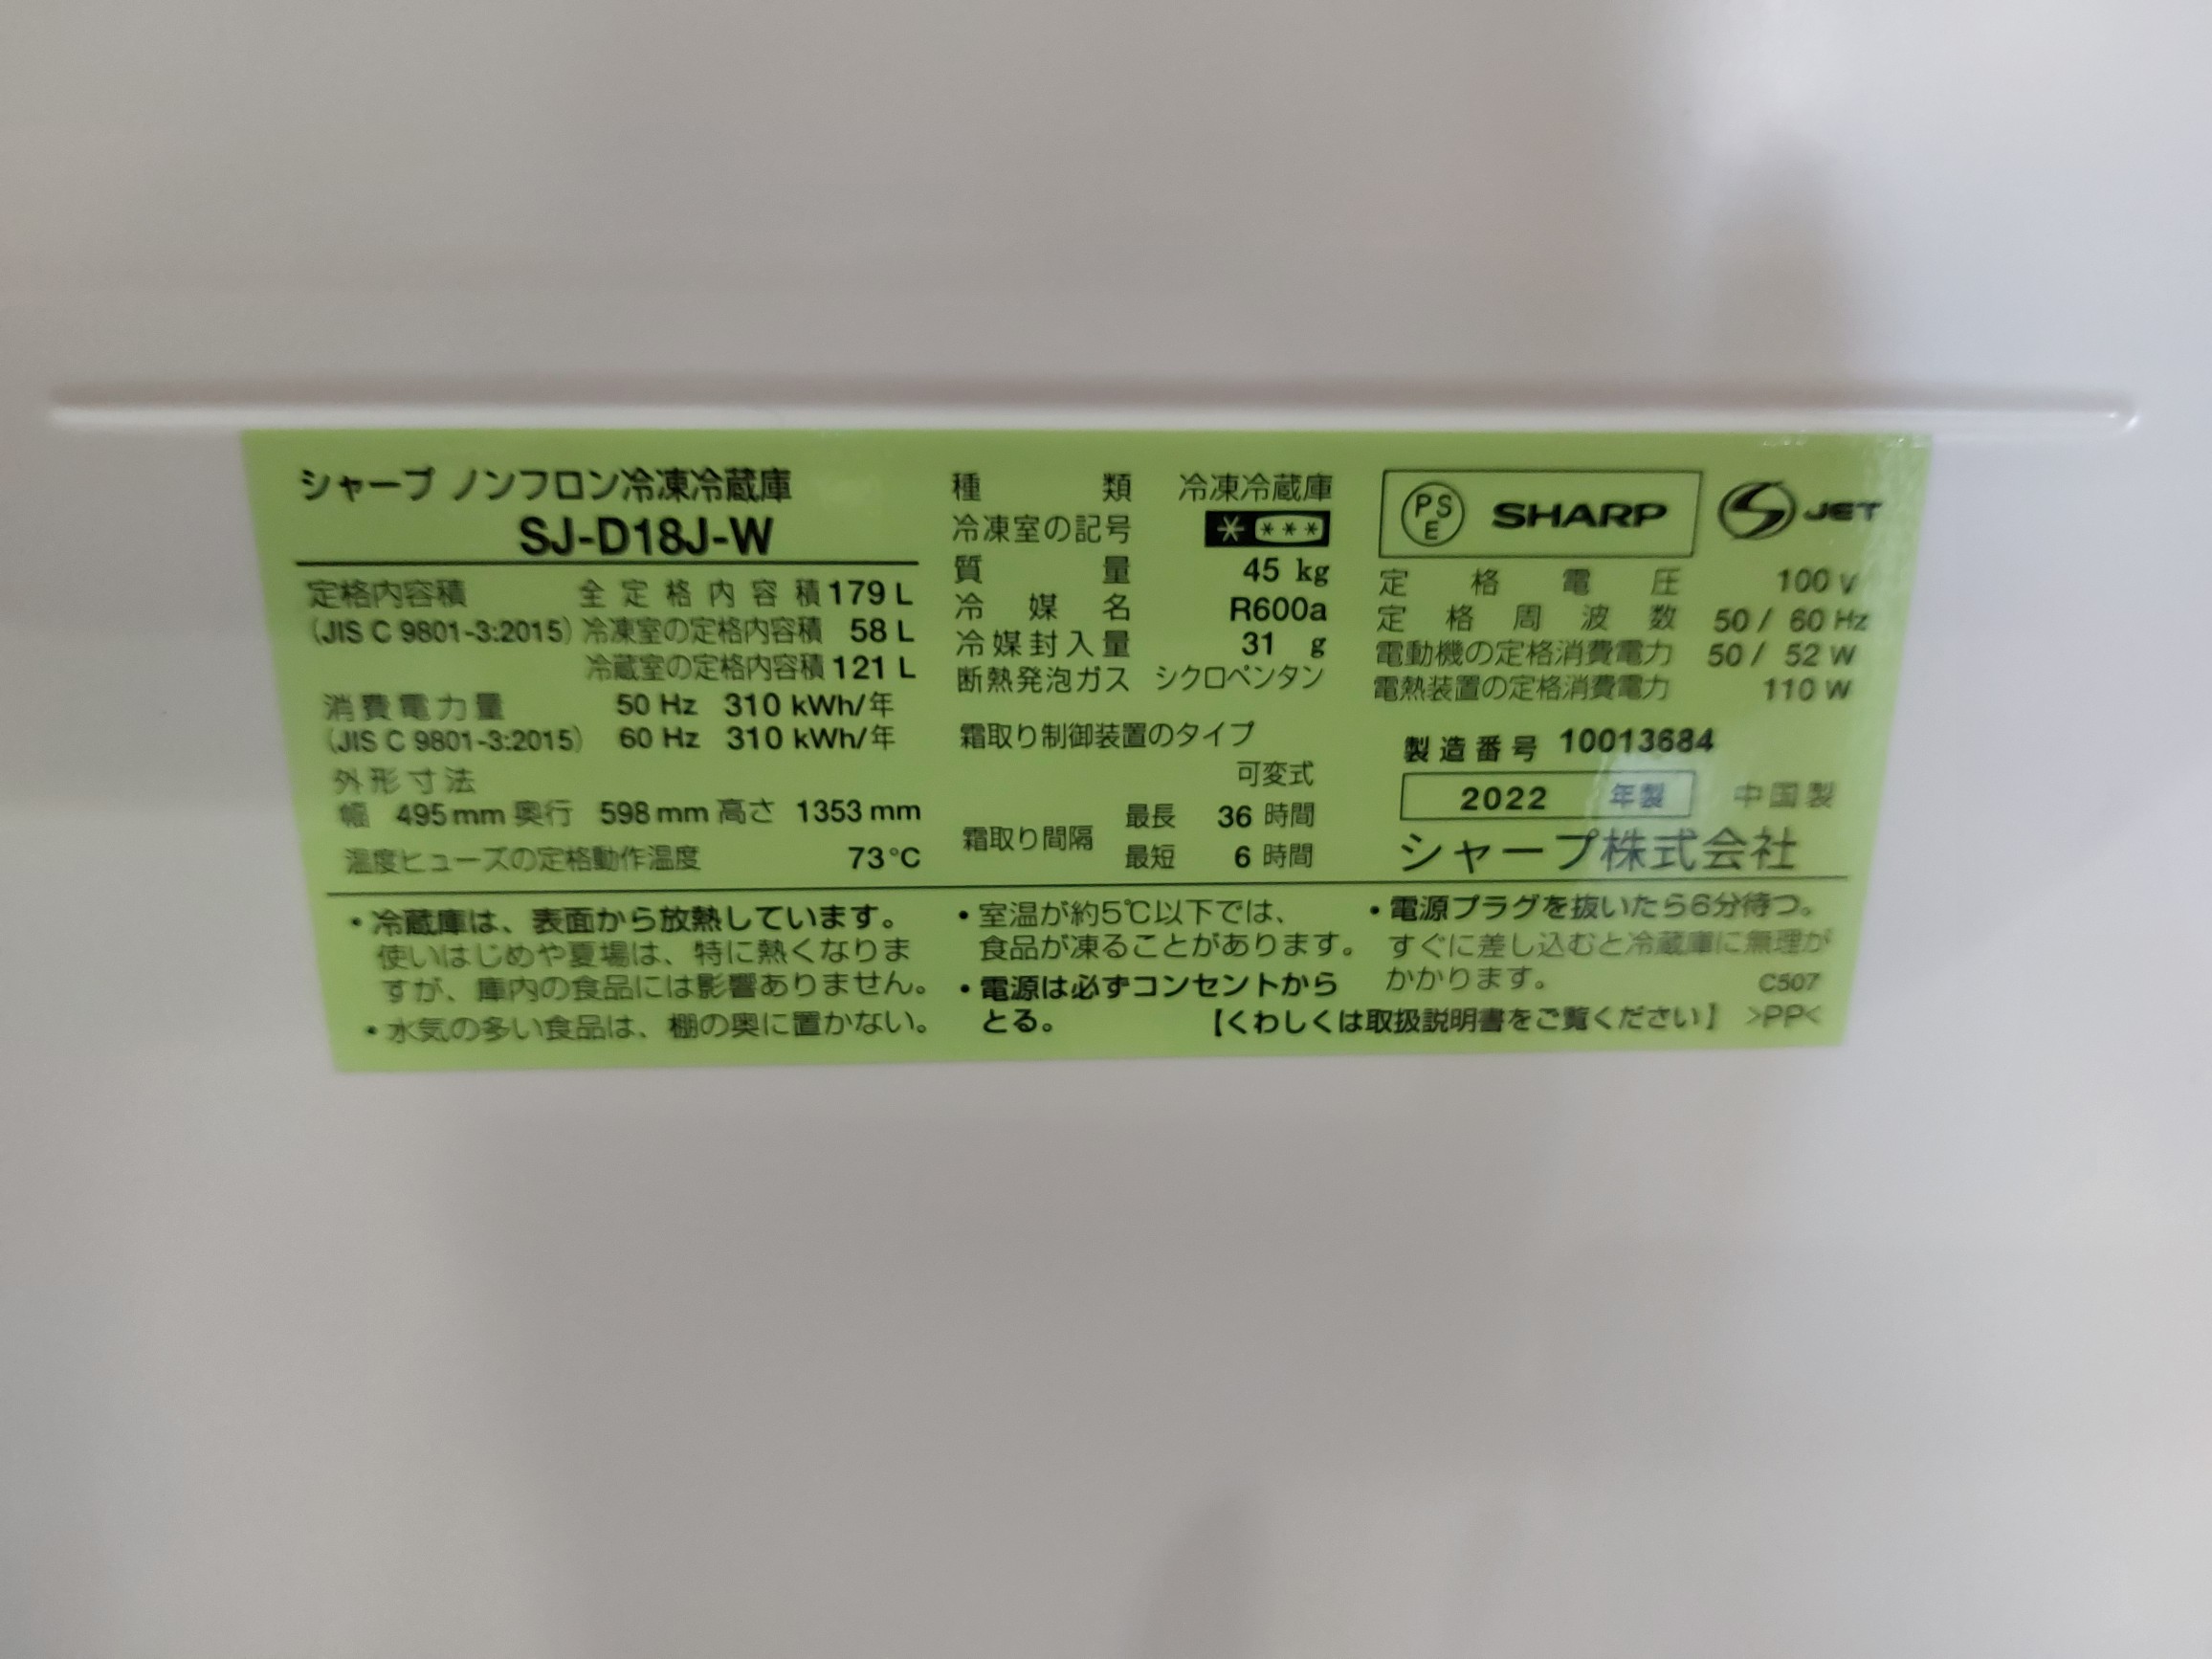 シャープ ノンフロン冷凍冷蔵庫
SJ-D18J-W
定格内容積 全定格内容積 179 L
(JIS C 9801-3:2015) 冷凍室の定格内容積 58 L
冷蔵室の定格内容積 121 L
消費電力量 50 Hz 310 kWh/年
(JIS C 9801-3:2015) 60 Hz 310 kWh/年
外形寸法
幅 495 mm 奥行 598 mm 高さ 1353 mm
温度ヒューズの定格動作温度 73℃
種類 冷凍冷蔵庫
冷凍室の記号 * ***
質量 45 kg
冷媒名 R600a
冷媒封入量 31 g
断熱発泡ガス シクロペンタン
霜取り制御装置のタイプ
可変式
霜取り間隔
最長 36 時間
最短 6 時間
PSE SHARP JET
定格電圧 100 V
定格周波数 50 / 60 Hz
電動機の定格消費電力 50 / 52 W
電熱装置の定格消費電力 110 W
製造番号 10013684
2022 年製 中国製
シャープ株式会社
・冷蔵庫は、表面から放熱しています。
使いはじめや夏場は、特に熱くなりま
すが、庫内の食品には影響ありません。
・水気の多い食品は、棚の奥に置かない。
・室温が約5℃以下では、
食品が凍ることがあります。
・電源は必ずコンセントから
とる。
・電源プラグを抜いたら6分待つ。
すぐに差し込むと冷蔵庫に無理が
かかります。
C507
【くわしくは取扱説明書をご覧ください】 >PP<